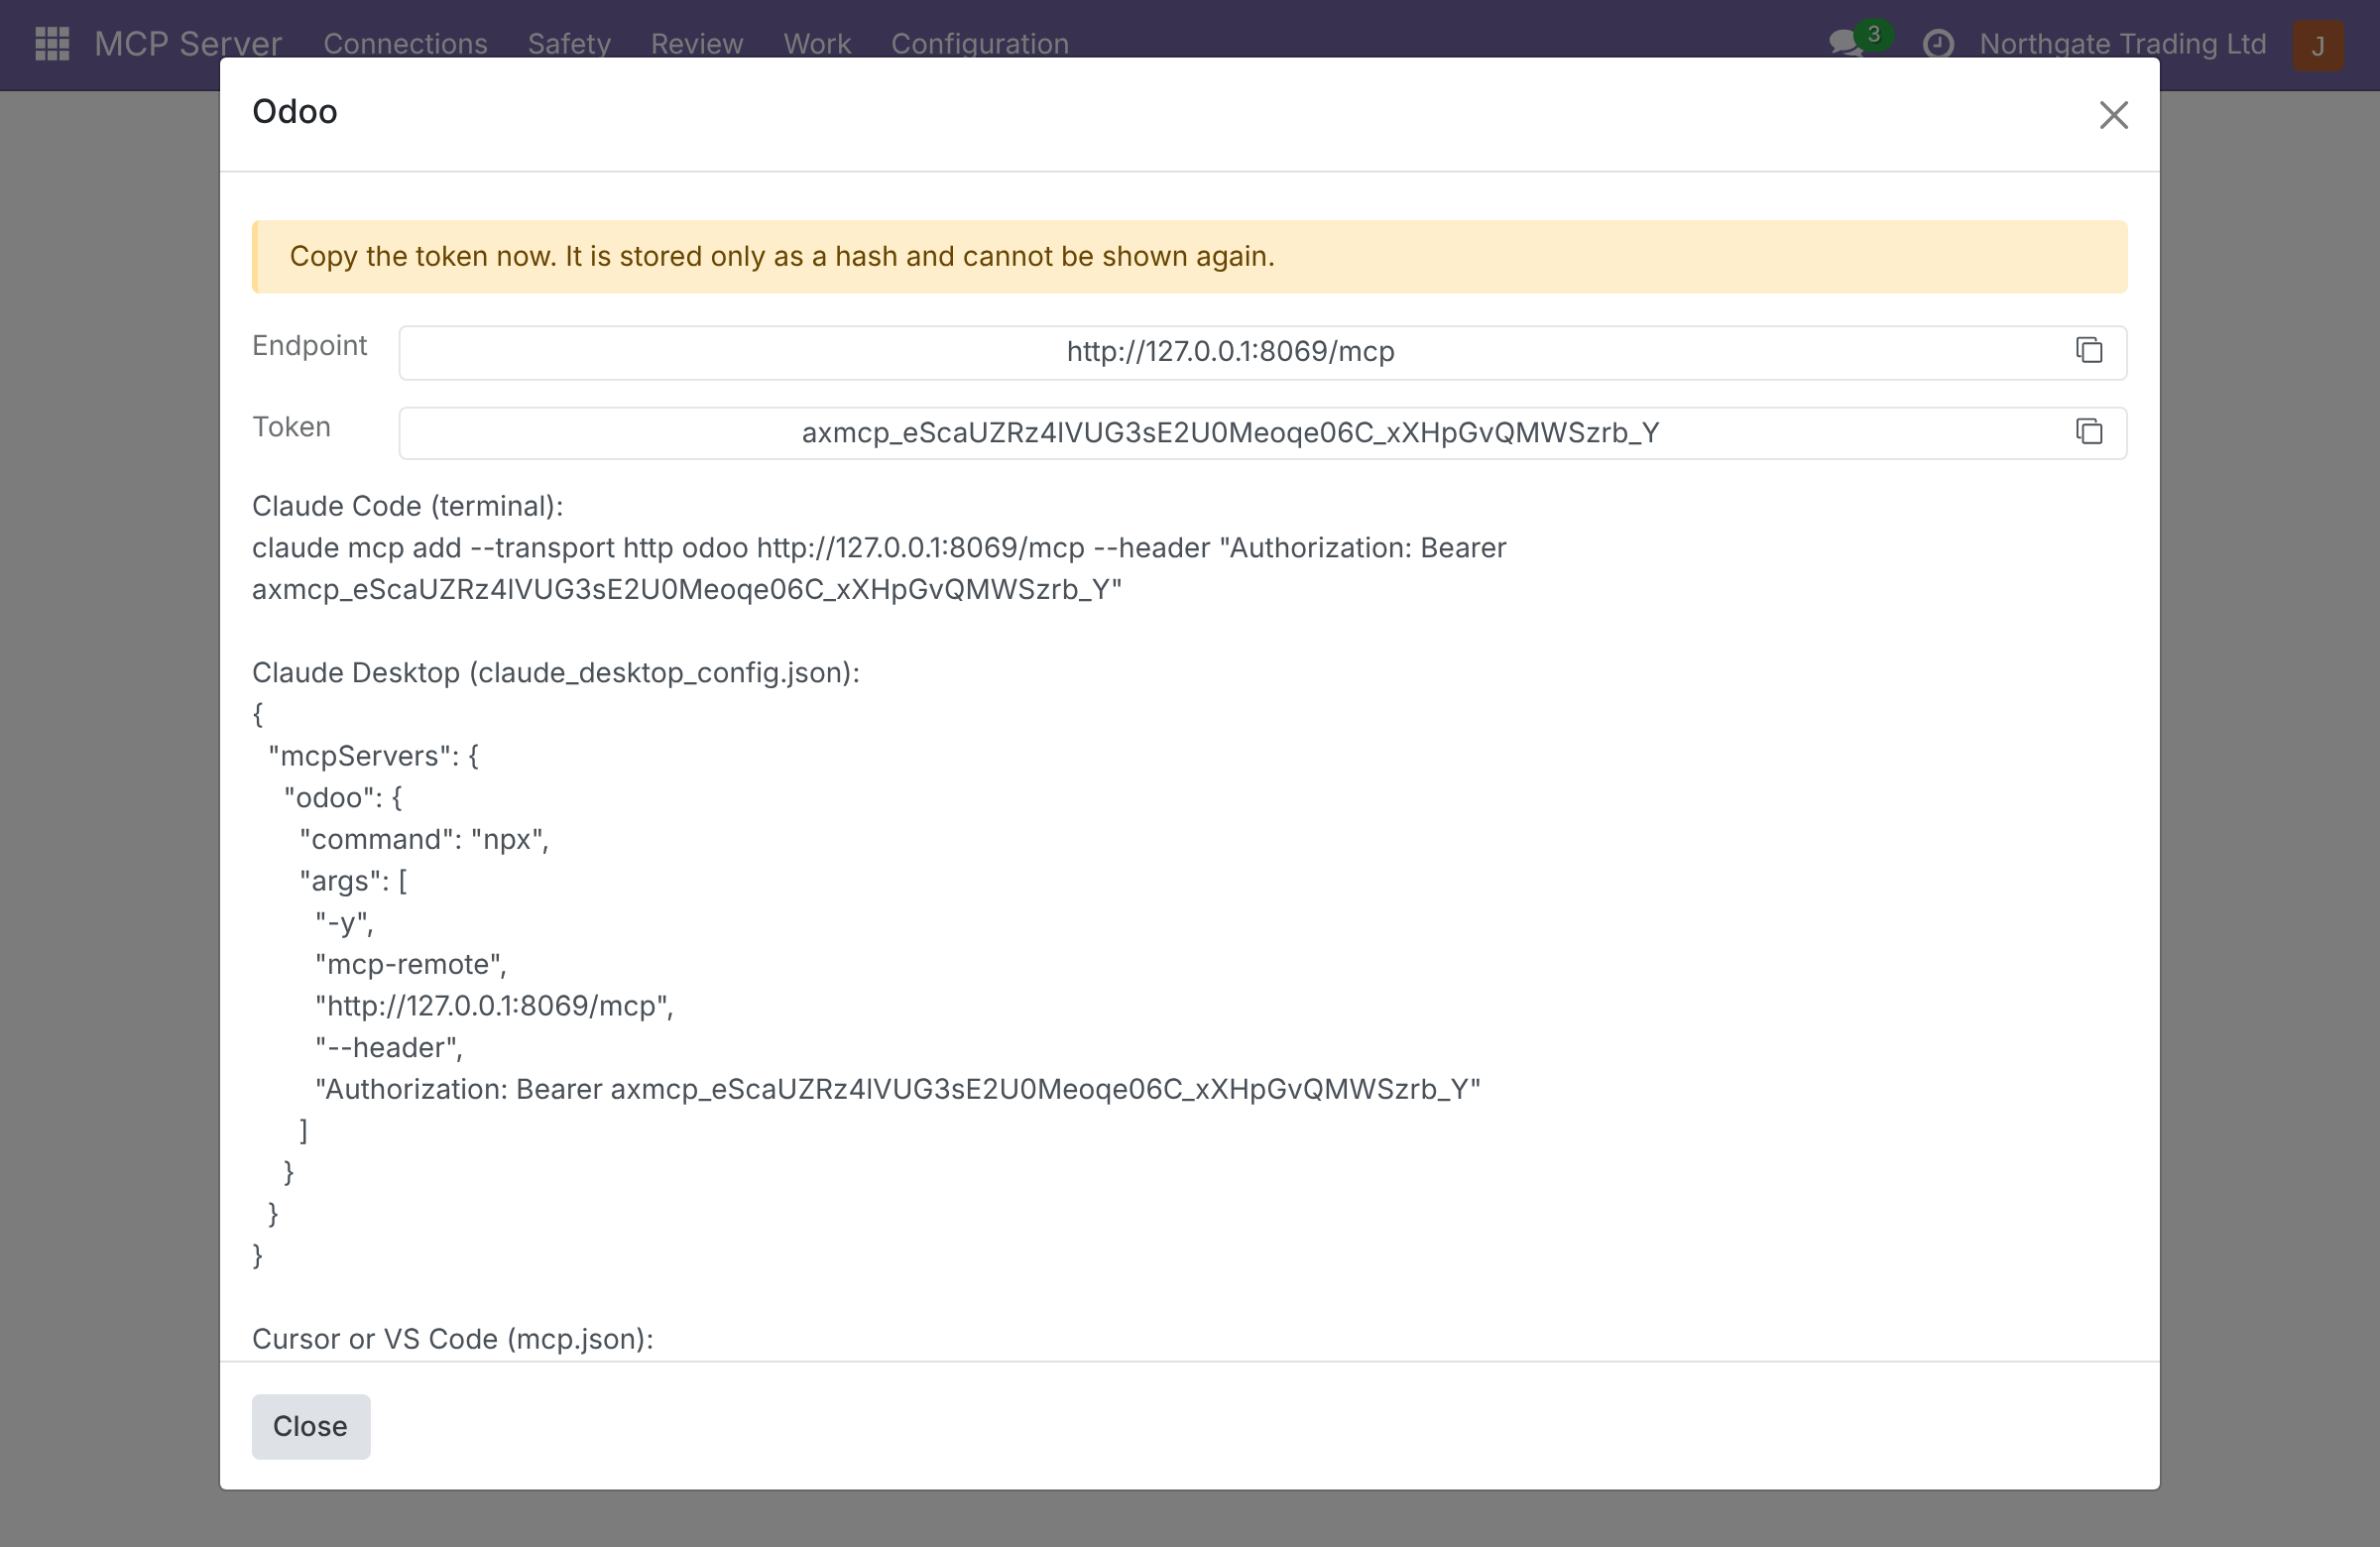 MCP Server Connections Safety Review Work Configuration 3 Northgate Trading Ltd J
Odoo
Copy the token now. It is stored only as a hash and cannot be shown again.
Endpoint http://127.0.0.1:8069/mcp
Token axmcp_eScaUZRz4lVUG3sE2U0Meoqe06C_xXHpGvQMWSzrb_Y
Claude Code (terminal):
claude mcp add --transport http odoo http://127.0.0.1:8069/mcp --header "Authorization: Bearer
axmcp_eScaUZRz4lVUG3sE2U0Meoqe06C_xXHpGvQMWSzrb_Y"
Claude Desktop (claude_desktop_config.json):
{
"mcpServers": {
"odoo": {
"command": "npx",
"args": [
"-y",
"mcp-remote",
"http://127.0.0.1:8069/mcp",
"--header",
"Authorization: Bearer axmcp_eScaUZRz4lVUG3sE2U0Meoqe06C_xXHpGvQMWSzrb_Y"
]
}
}
}
Cursor or VS Code (mcp.json):
Close